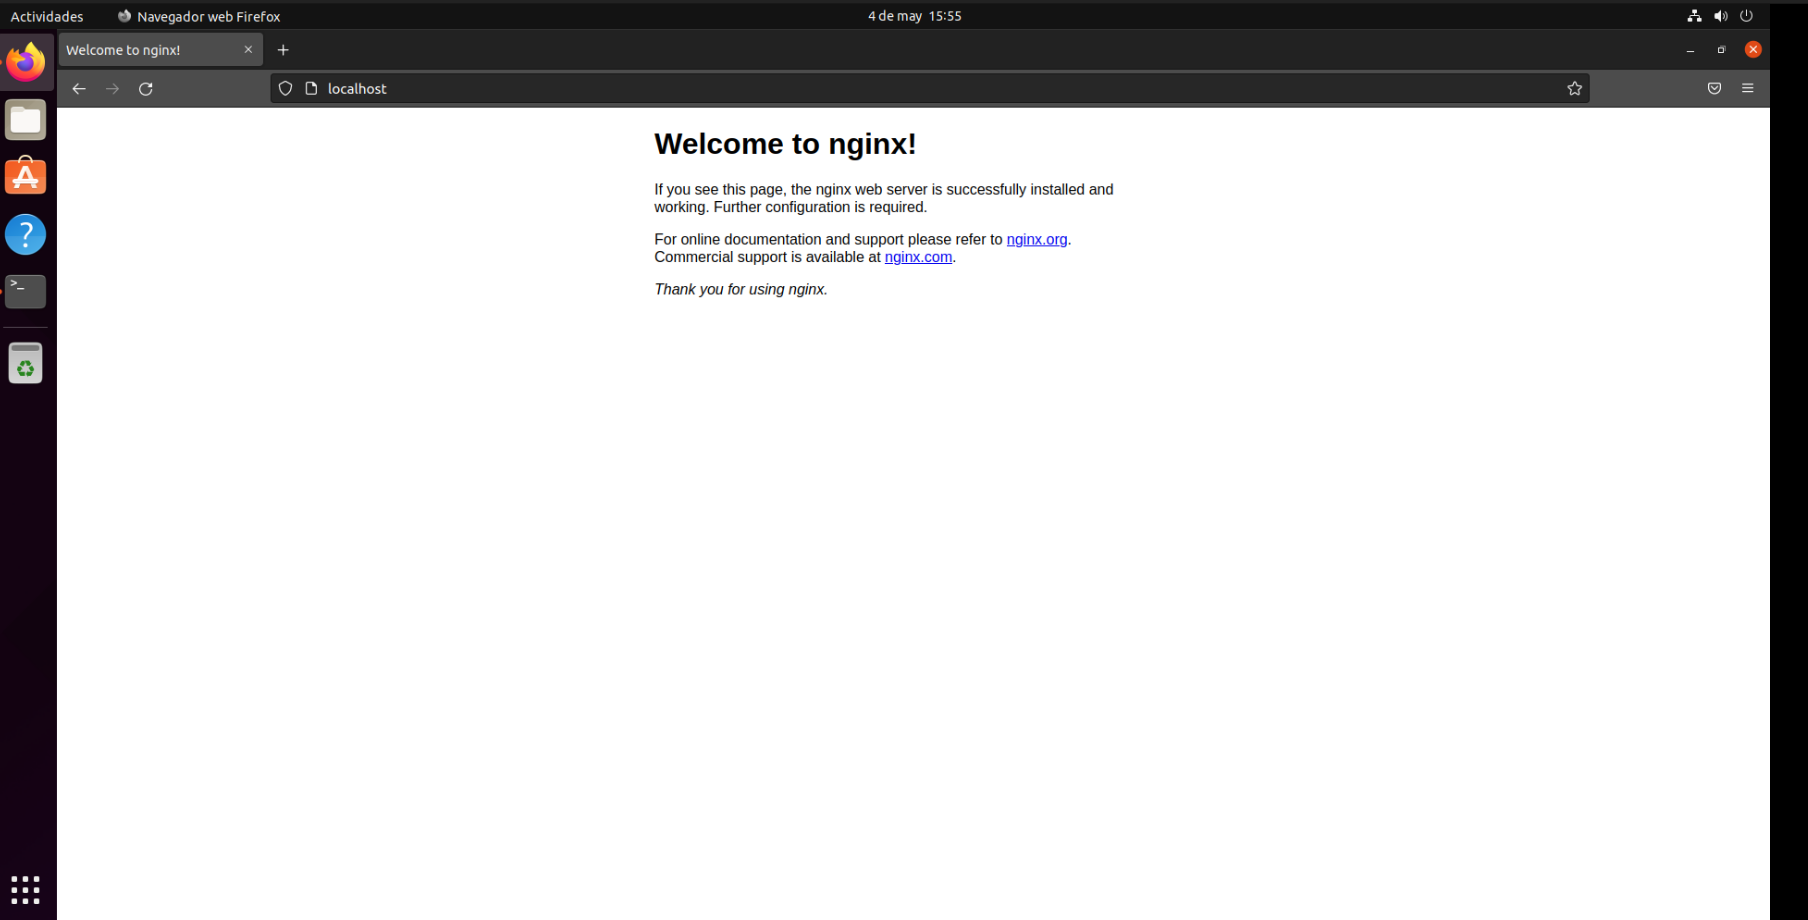 Actividades
Navegador web Firefox
4 de may 15:55
Welcome to nginx!
localhost
Welcome to nginx!
If you see this page, the nginx web server is successfully installed and
working. Further configuration is required.
For online documentation and support please refer to nginx.org.
Commercial support is available at nginx.com.
Thank you for using nginx.